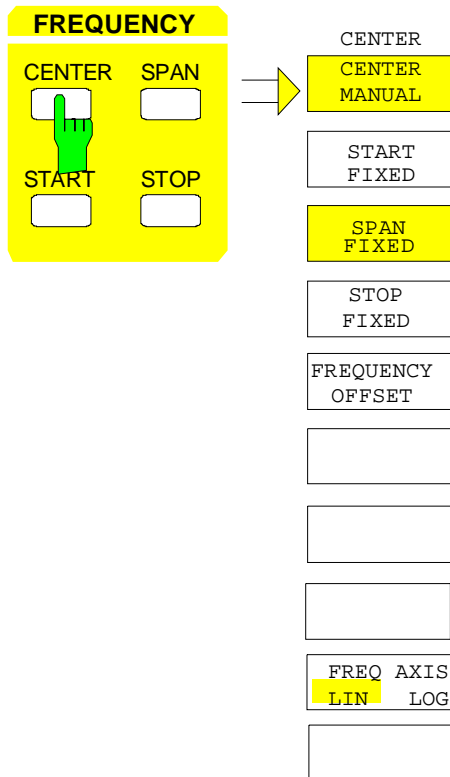 FREQUENCY
CENTER SPAN
START STOP
CENTER
CENTER
MANUAL
START
FIXED
SPAN
FIXED
STOP
FIXED
FREQUENCY
OFFSET
FREQ AXIS
LIN LOG